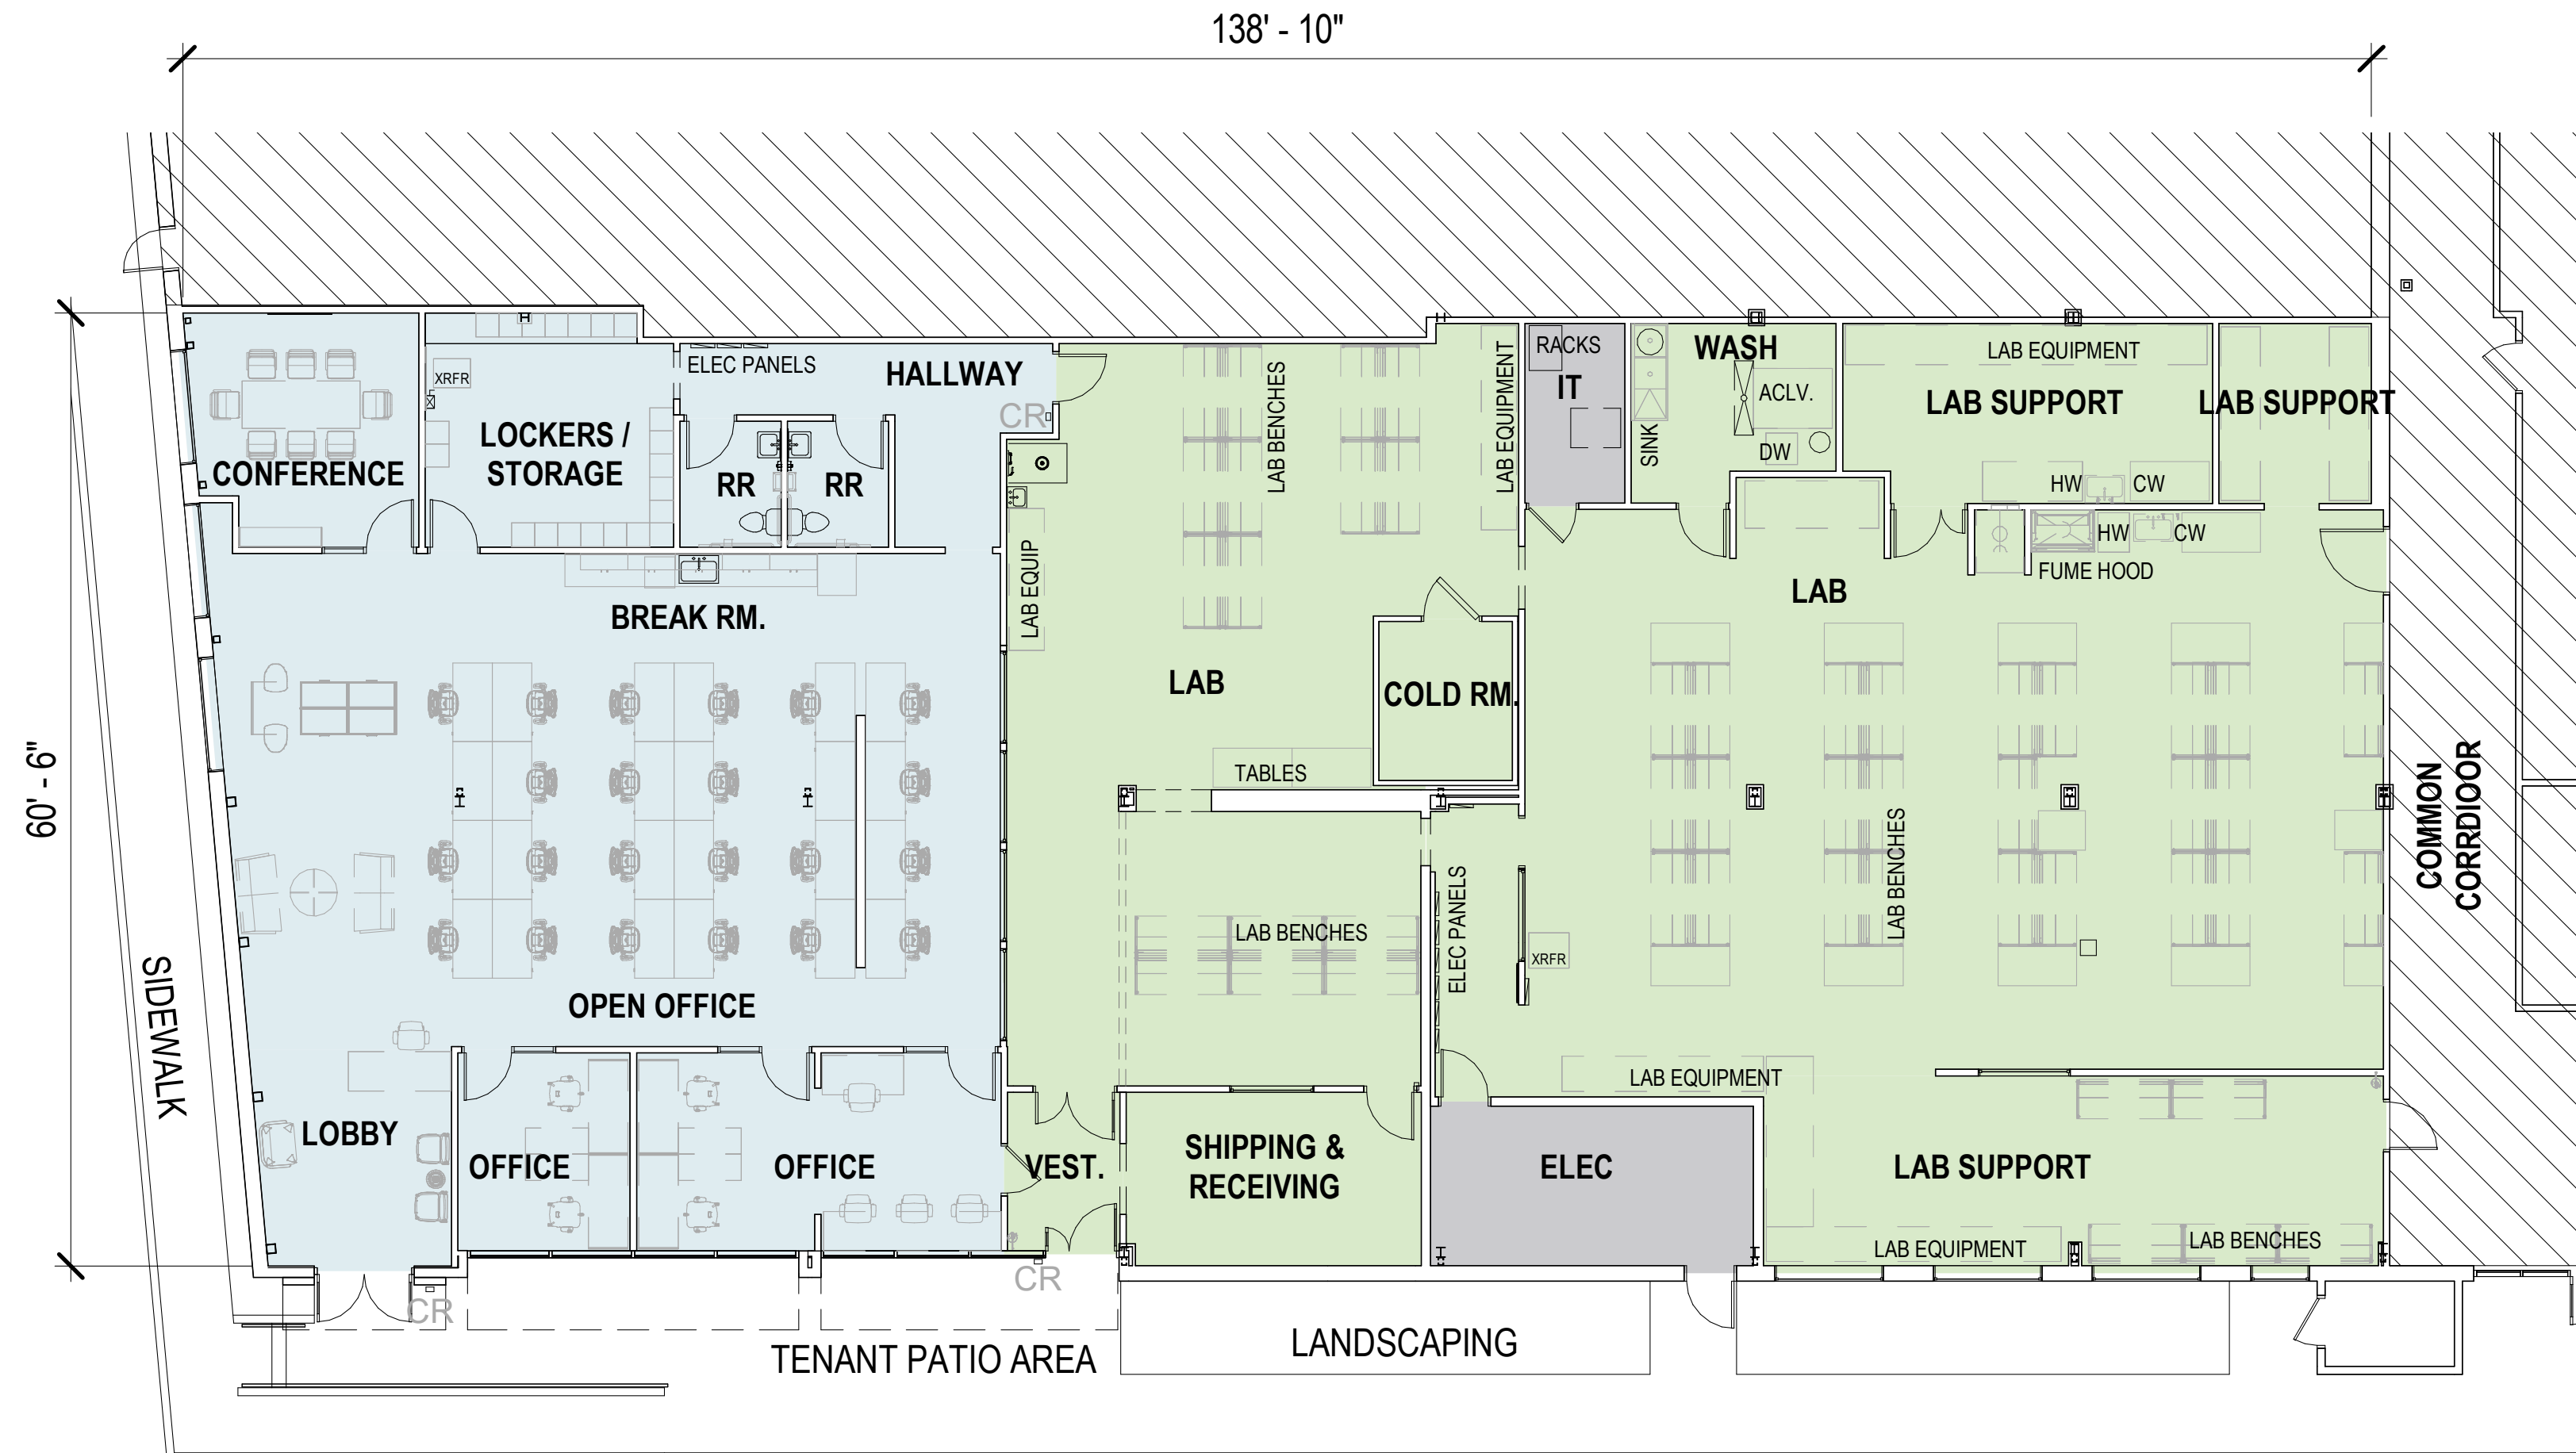 138' - 10"
60' - 6"
ELEC PANELS
HALLWAY
CR
XRFR
CONFERENCE
LOCKERS /
STORAGE
RR
RR
BREAK RM.
LAB EQUIP
LAB BENCHES
LAB EQUIPMENT
RACKS
IT
WASH
ACLV.
SINK
DW
LAB EQUIPMENT
LAB SUPPORT
HW
CW
LAB SUPPORT
HW
CW
FUME HOOD
LAB
LAB
COLD RM.
TABLES
LAB BENCHES
ELEC PANELS
XRFR
LAB BENCHES
COMMON
CORRDIOOR
SIDEWALK
OPEN OFFICE
LOBBY
OFFICE
OFFICE
VEST.
SHIPPING &
RECEIVING
ELEC
LAB EQUIPMENT
LAB SUPPORT
LAB EQUIPMENT
LAB BENCHES
CR
CR
TENANT PATIO AREA
LANDSCAPING